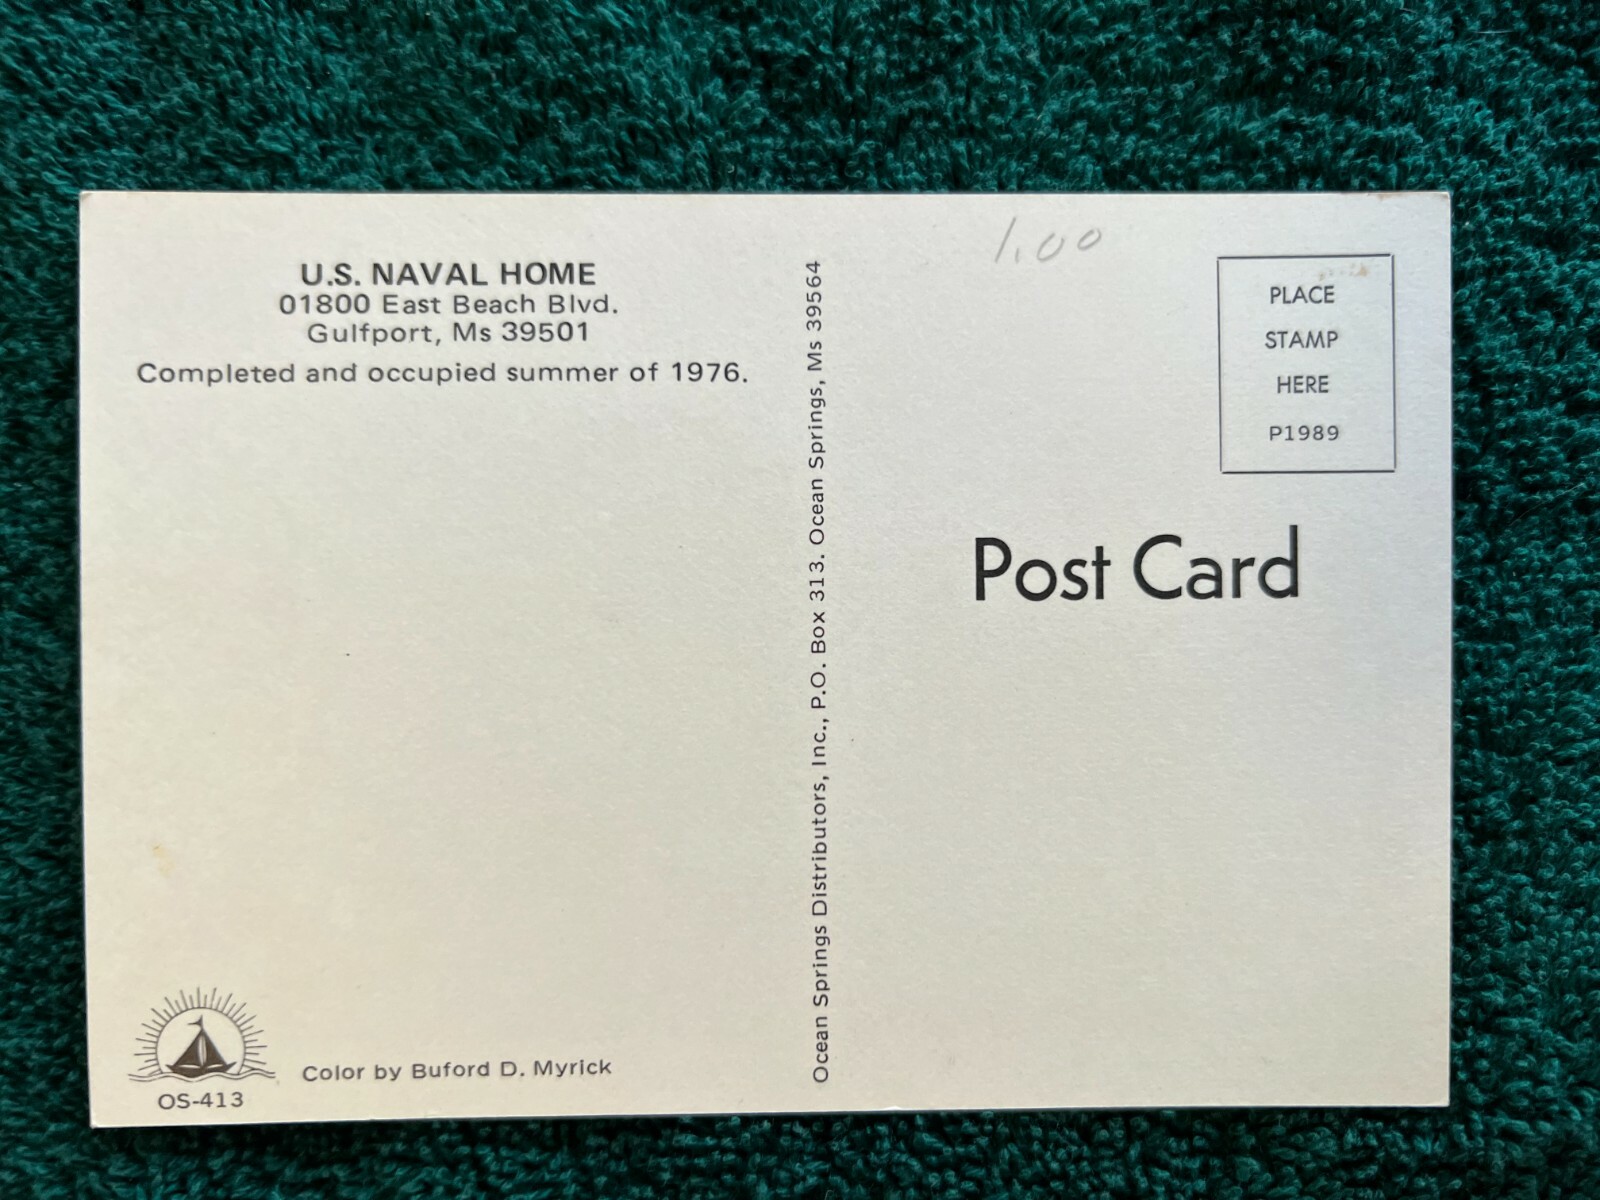 U.S. NAVAL HOME
01800 East Beach Blvd.
Gulfport, Ms 39501
Completed and occupied summer of 1976.
Color by Buford D. Myrick
OS-413
Ocean Springs Distributors, Inc., P.O. Box 313. Ocean Springs, Ms 39564
1.00
PLACE
STAMP
HERE
P1989
Post Card